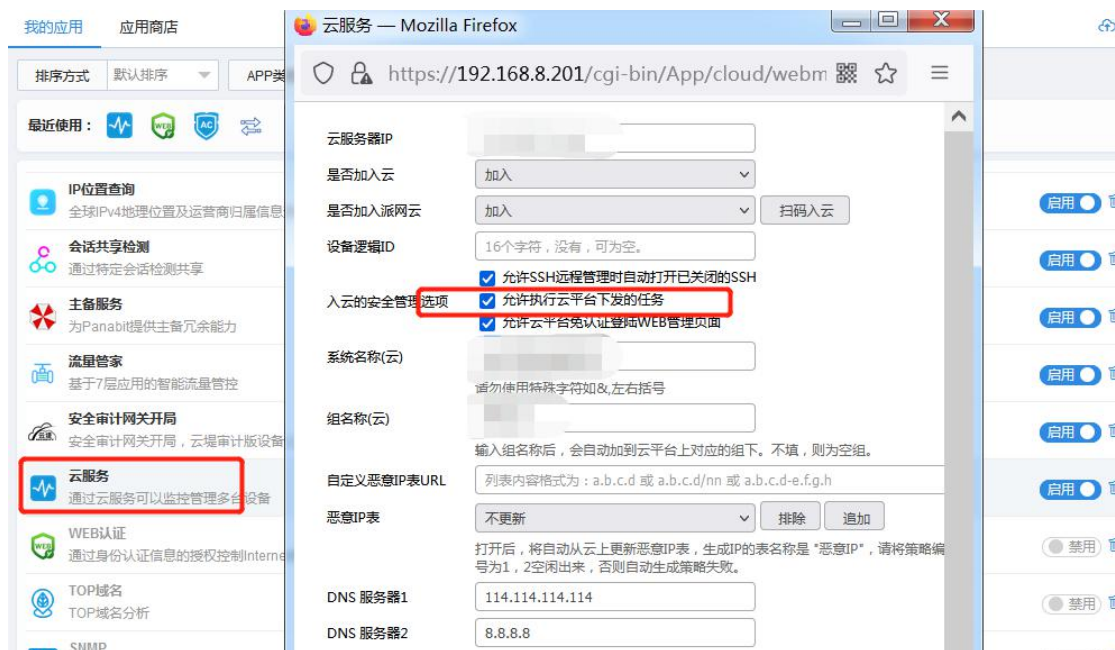 我的应用
应用商店
排序方式
默认排序
APP类
最近使用：
WEB
AC
IP位置查询
全球IPv4地理位置及运营商归属信息
会话共享检测
通过特定会话检测共享
主备服务
为Panabit提供主备冗余能力
流量管家
基于7层应用的智能流量管控
安全审计网关开局
安全审计网关开局，云堤审计版设备
云服务
通过云服务可以监控管理多台设备
WEB认证
通过身份认证信息的授权控制Interne
TOP域名
TOP域名分析
SNMP
云服务 — Mozilla Firefox
https://192.168.8.201/cgi-bin/App/cloud/webm
云服务器IP
是否加入云
加入
是否加入派网云
加入
扫码入云
设备逻辑ID
16个字符，没有，可为空。
入云的安全管理选项
允许SSH远程管理时自动打开已关闭的SSH
允许执行云平台下发的任务
允许云平台免认证登陆WEB管理页面
系统名称(云)
请勿使用特殊字符如&,左右括号
组名称(云)
输入组名称后，会自动加到云平台上对应的组下。不填，则为空组。
自定义恶意IP表URL
列表内容格式为：a.b.c.d 或 a.b.c.d/nn 或 a.b.c.d-e.f.g.h
恶意IP表
不更新
排除
追加
打开后，将自动从云上更新恶意IP表，生成IP的表名称是 "恶意IP"，请将策略编
号为1，2空闲出来，否则自动生成策略失败。
DNS 服务器1
114.114.114.114
DNS 服务器2
8.8.8.8
启用
启用
启用
启用
启用
启用
禁用
禁用